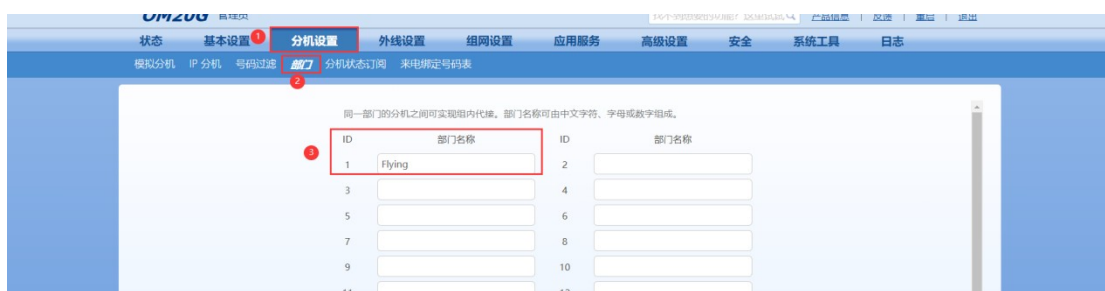 OM20G 管理员 产品信息 | 反馈 | 重启 | 退出
状态 基本设置 1 分机设置 外线设置 组网设置 应用服务 高级设置 安全 系统工具 日志
模拟分机 IP 分机 号码过滤 部门 分机状态订阅 来电绑定号码表
2
同一部门的分机之间可实现组内代接。部门名称可由中文字符、字母或数字组成。
ID 部门名称 ID 部门名称
3
1 Flying 2
3 4
5 6
7 8
9 10